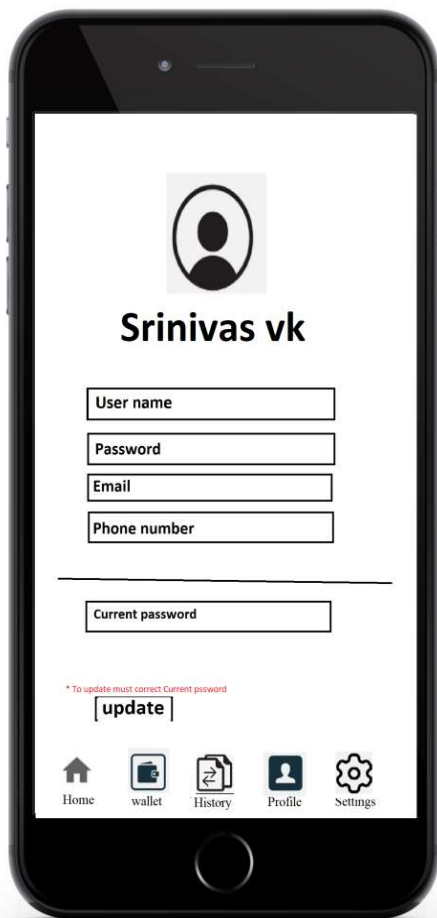 Srinivas vk
User name
Password
Email
Phone number
Current password
* To update must correct Current pssword
[update]
Home wallet History Profile Settings